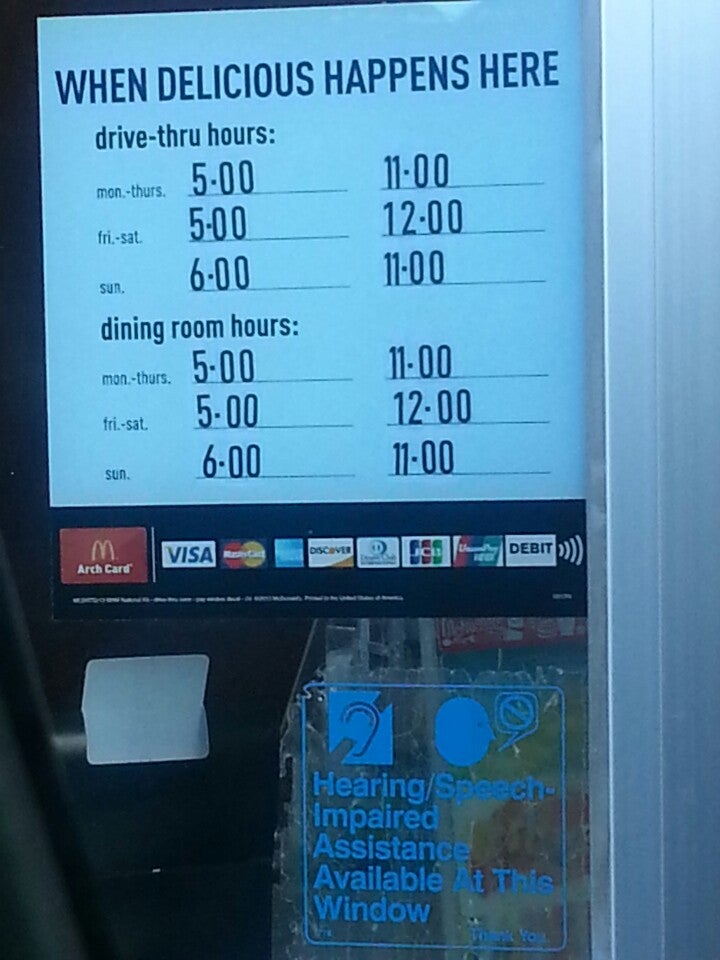 WHEN DELICIOUS HAPPENS HERE
drive-thru hours:
mon.-thurs. 5·00 11·00
fri.-sat. 5·00 12·00
sun. 6·00 11·00
dining room hours:
mon.-thurs. 5·00 11·00
fri.-sat. 5·00 12·00
sun. 6·00 11·00
Arch Card VISA MasterCard DISCOVER JCB UnionPay DEBIT
Hearing/Speech-
Impaired
Assistance
Available At This
Window
Thank You